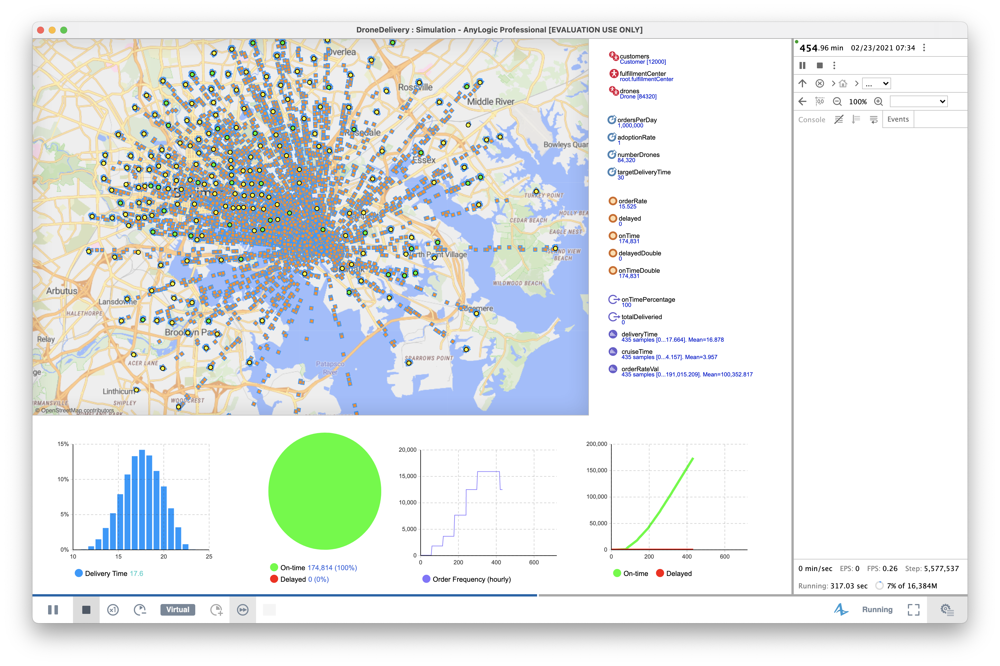 DroneDelivery : Simulation - AnyLogic Professional [EVALUATION USE ONLY]
Overlea
Rossville
Middle River
Rosedale
Bowleys Quar
Essex
TURKEY POINT
HOLLY BEA
CEDAR BEACH
EAGLE NEST
ISLAND VIEW
BEACH
North Point Village
WILDWOOD BEACH
Arbutus
Lansdowne
HALETHORPE
Edgemere
Brooklyn Pa
Relay
SPARROWS POINT
ACER LANE
Patapsco
River
ge
Linthicum
SHIPLEY
WOODCREST
IRMANSVILLE
© OpenStreetMap contributors
customers
Customer [12000]
fulfillmentCenter
root.fulfillmentCenter
drones
Drone [84320]
ordersPerDay
1,000,000
adoptionRate
1
numberDrones
84,320
targetDeliveryTime
30
orderRate
15.525
delayed
0
onTime
174,831
delayedDouble
0
onTimeDouble
174,831
onTimePercentage
100
totalDeliveried
0
deliveryTime
435 samples [0...17.664]. Mean=16.878
cruiseTime
435 samples [0...4.157]. Mean=3.957
orderRateVal
435 samples [0...191,015.209]. Mean=100,352.817
454.96 min 02/23/2021 07:34
...
0,0 100%
Console Events
15%
10%
5%
0%
10 15 20 25
Delivery Time 17.6
On-time 174,814 (100%)
Delayed 0 (0%)
20,000
15,000
10,000
5,000
0
0 200 400 600
Order Frequency (hourly)
200,000
150,000
100,000
50,000
0
0 200 400 600
On-time Delayed
0 min/sec EPS: 0 FPS: 0.26 Step: 5,577,537
Running: 317.03 sec 7% of 16,384M
x1 Virtual Running